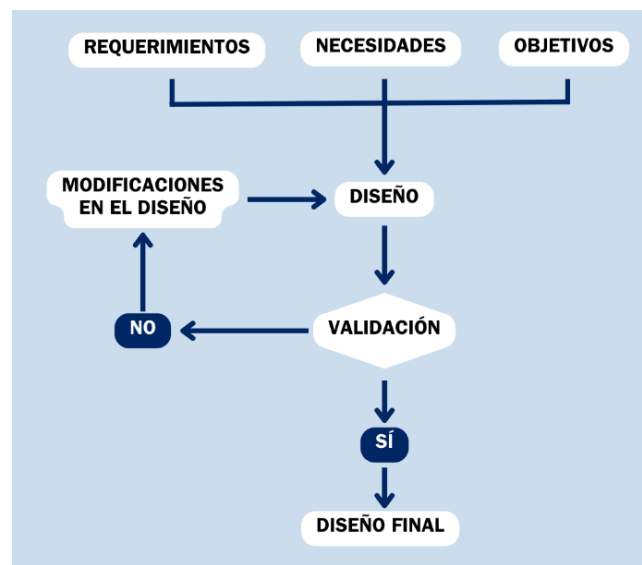 REQUERIMIENTOS
NECESIDADES
OBJETIVOS
MODIFICACIONES
EN EL DISEÑO
DISEÑO
NO
VALIDACIÓN
SÍ
DISEÑO FINAL